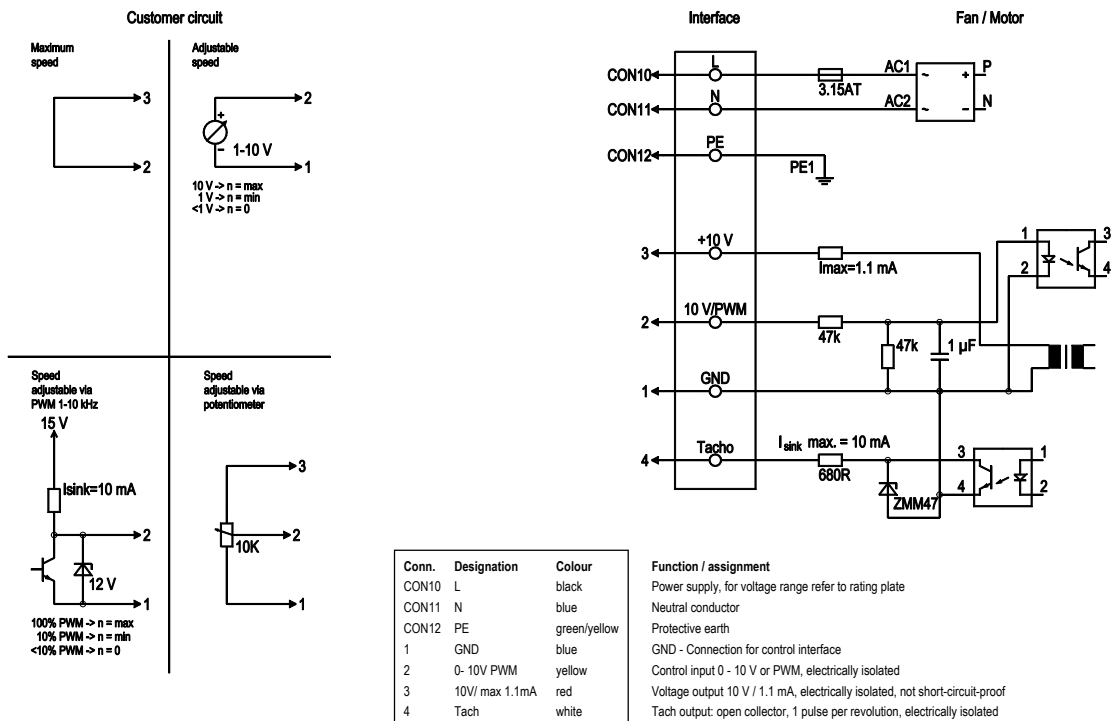 Customer circuit
Interface
Fan / Motor
Maximum
speed
3
2
Adjustable
speed
2
+
1-10 V
–
1
10 V -> n = max
1 V -> n = min
<1 V -> n = 0
Speed
adjustable via
PWM 1-10 kHz
15 V
Isink=10 mA
2
12 V
1
100% PWM -> n = max
10% PWM -> n = min
<10% PWM -> n = 0
Speed
adjustable via
potentiometer
3
2
10K
1
CON10 L 3.15AT AC1 ~ + P
CON11 N AC2 ~ – N
CON12 PE PE1
3 +10 V Imax=1.1 mA
1 3
2 4
2 10 V/PWM 47k 47k 1 µF
1 GND
4 Tacho Isink max. = 10 mA 680R
ZMM47
3 1
4 2
Conn. Designation Colour Function / assignment
CON10 L black Power supply, for voltage range refer to rating plate
CON11 N blue Neutral conductor
CON12 PE green/yellow Protective earth
1 GND blue GND - Connection for control interface
2 0- 10V PWM yellow Control input 0 - 10 V or PWM, electrically isolated
3 10V/ max 1.1mA red Voltage output 10 V / 1.1 mA, electrically isolated, not short-circuit-proof
4 Tach white Tach output: open collector, 1 pulse per revolution, electrically isolated